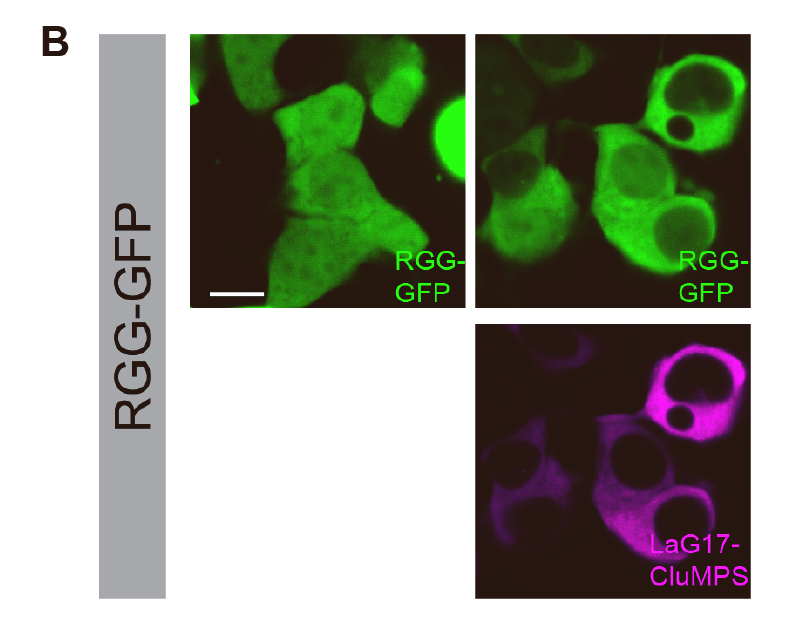 B
RGG-GFP
RGG-
GFP
RGG-
GFP
LaG17-
CluMPS